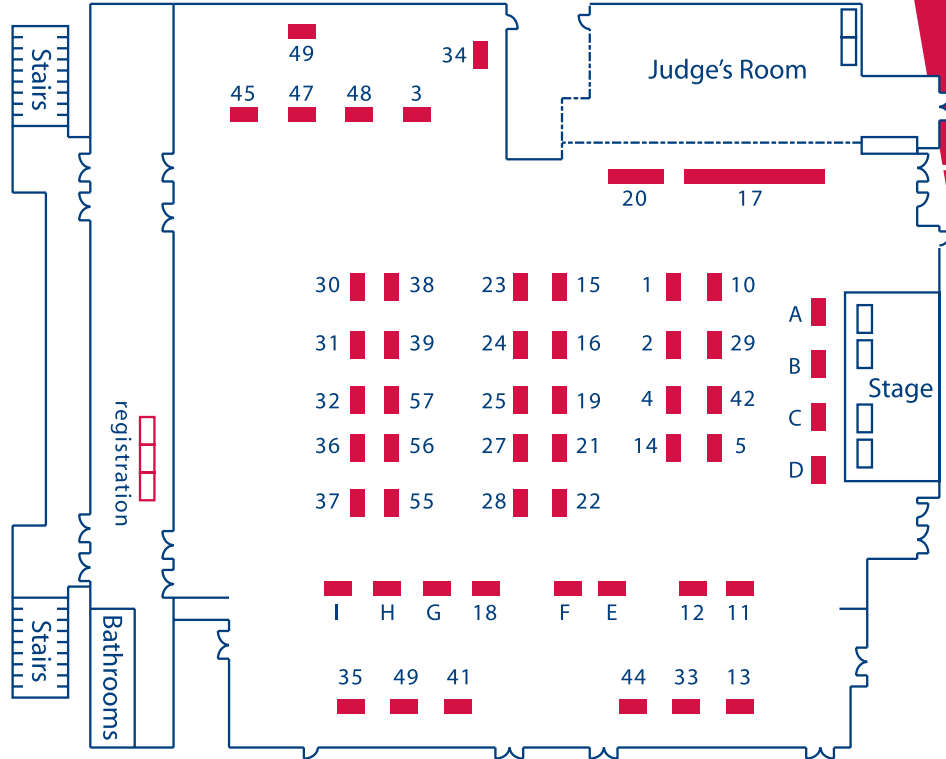 Stairs
49
34
Judge's Room
45 47 48 3
20 17
30 38 23 15 1 10
A
31 39 24 16 2 29
B
Stage
32 57 25 19 4 42
C
registration
36 56 27 21 14 5
D
37 55 28 22
I H G 18 F E 12 11
Stairs
Bathrooms
35 49 41 44 33 13